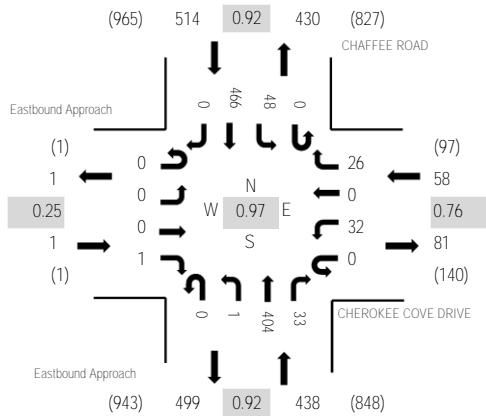 (965) 514 0.92 430 (827)
CHAFFEE ROAD
0 466 48 0
Eastbound Approach
(1) 0 26 (97)
1 0 N 0 58
0.25 W 0.97 E 0.76
1 0 S 32 81
(1) 1 0 (140)
0 1 404 33
CHEROKEE COVE DRIVE
Eastbound Approach
(943) 499 0.92 438 (848)